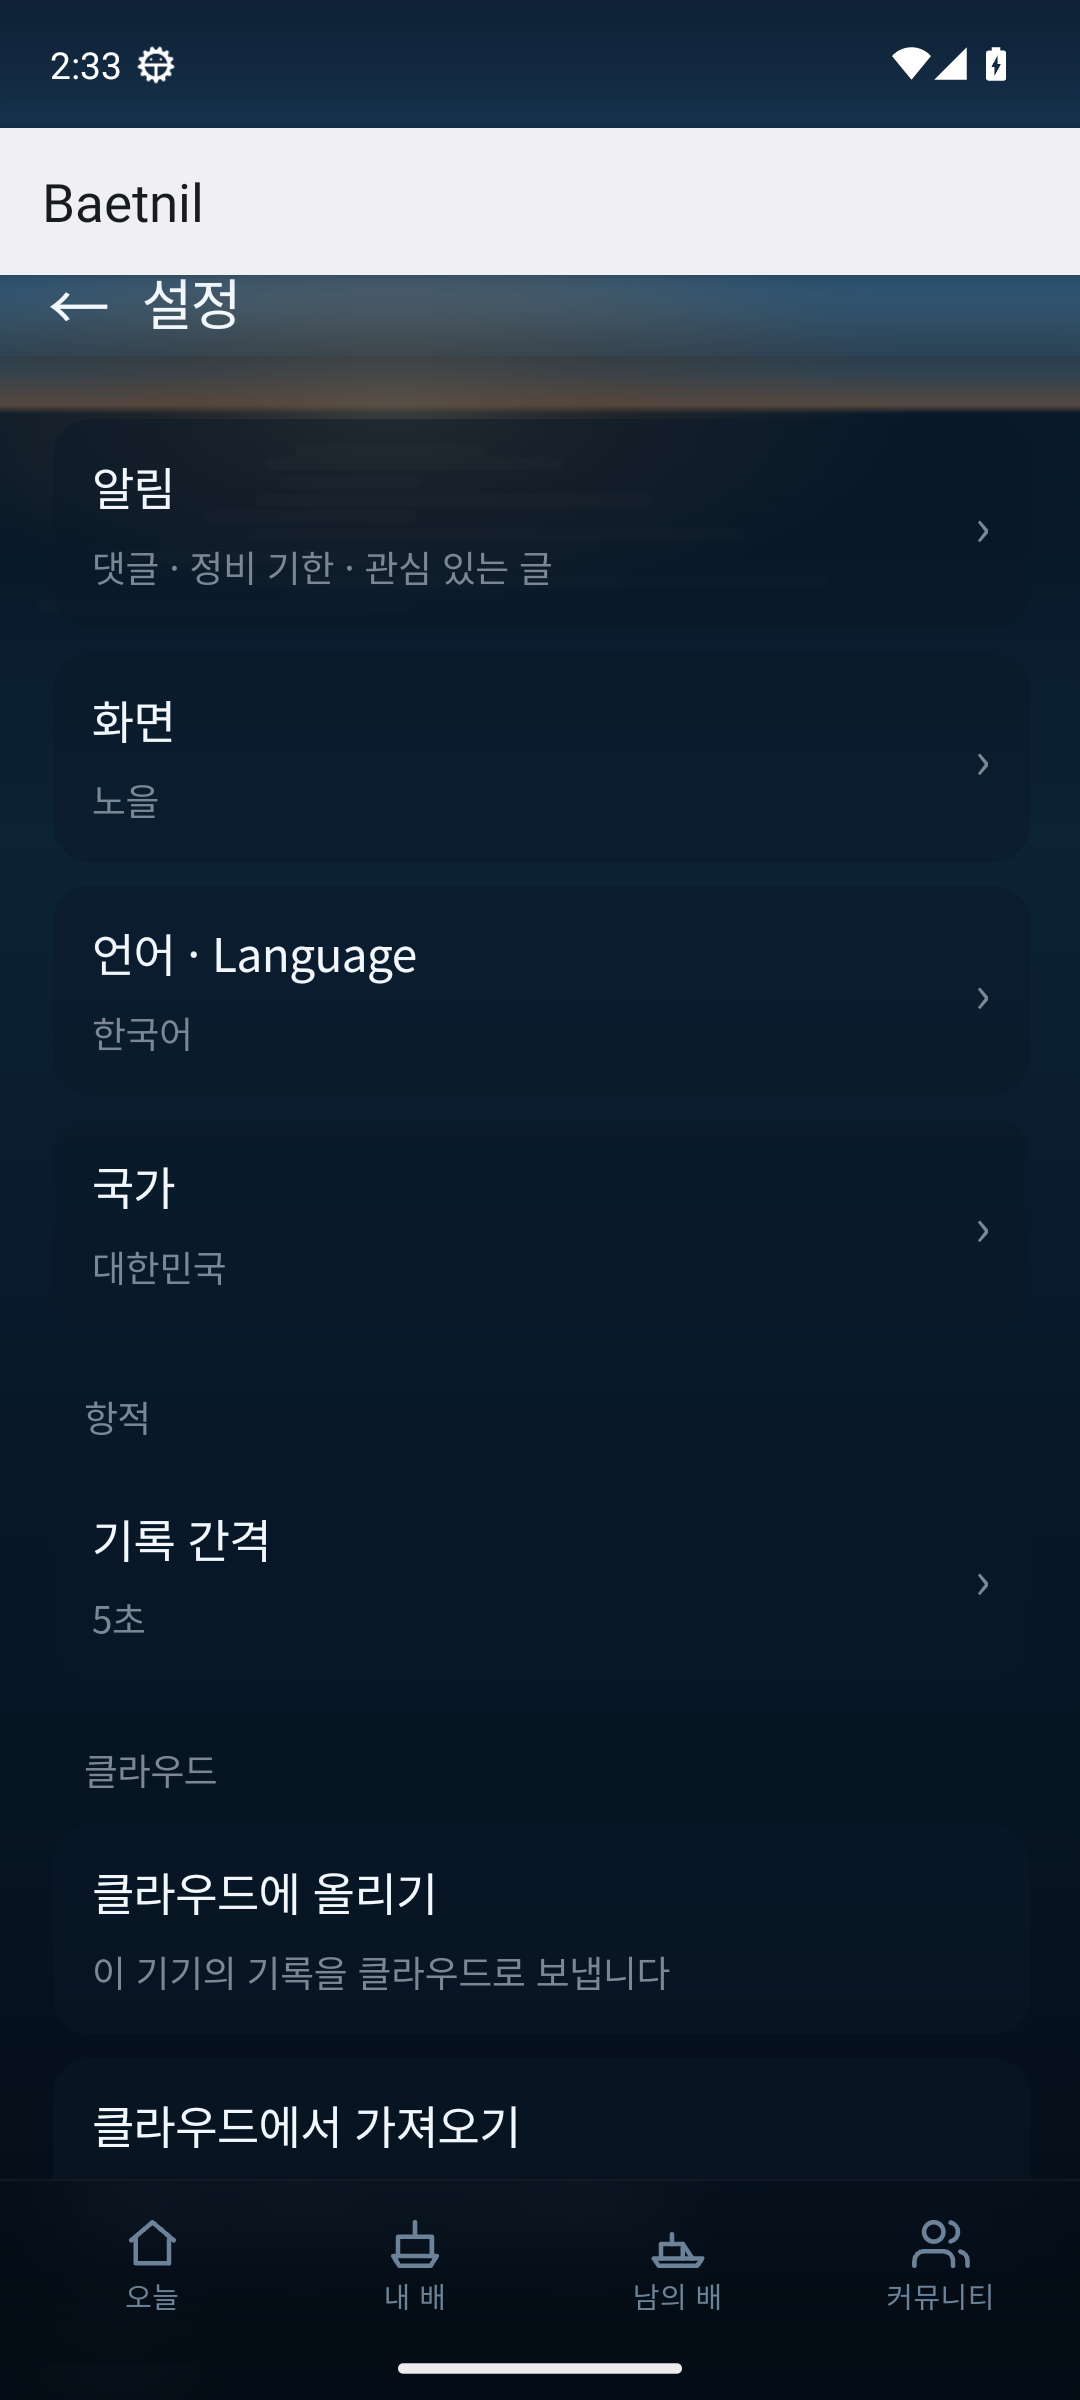 2:33
Baetnil
← 설정
알림
댓글 · 정비 기한 · 관심 있는 글
화면
노을
언어 · Language
한국어
국가
대한민국
항적
기록 간격
5초
클라우드
클라우드에 올리기
이 기기의 기록을 클라우드로 보냅니다
클라우드에서 가져오기
오늘
내 배
남의 배
커뮤니티